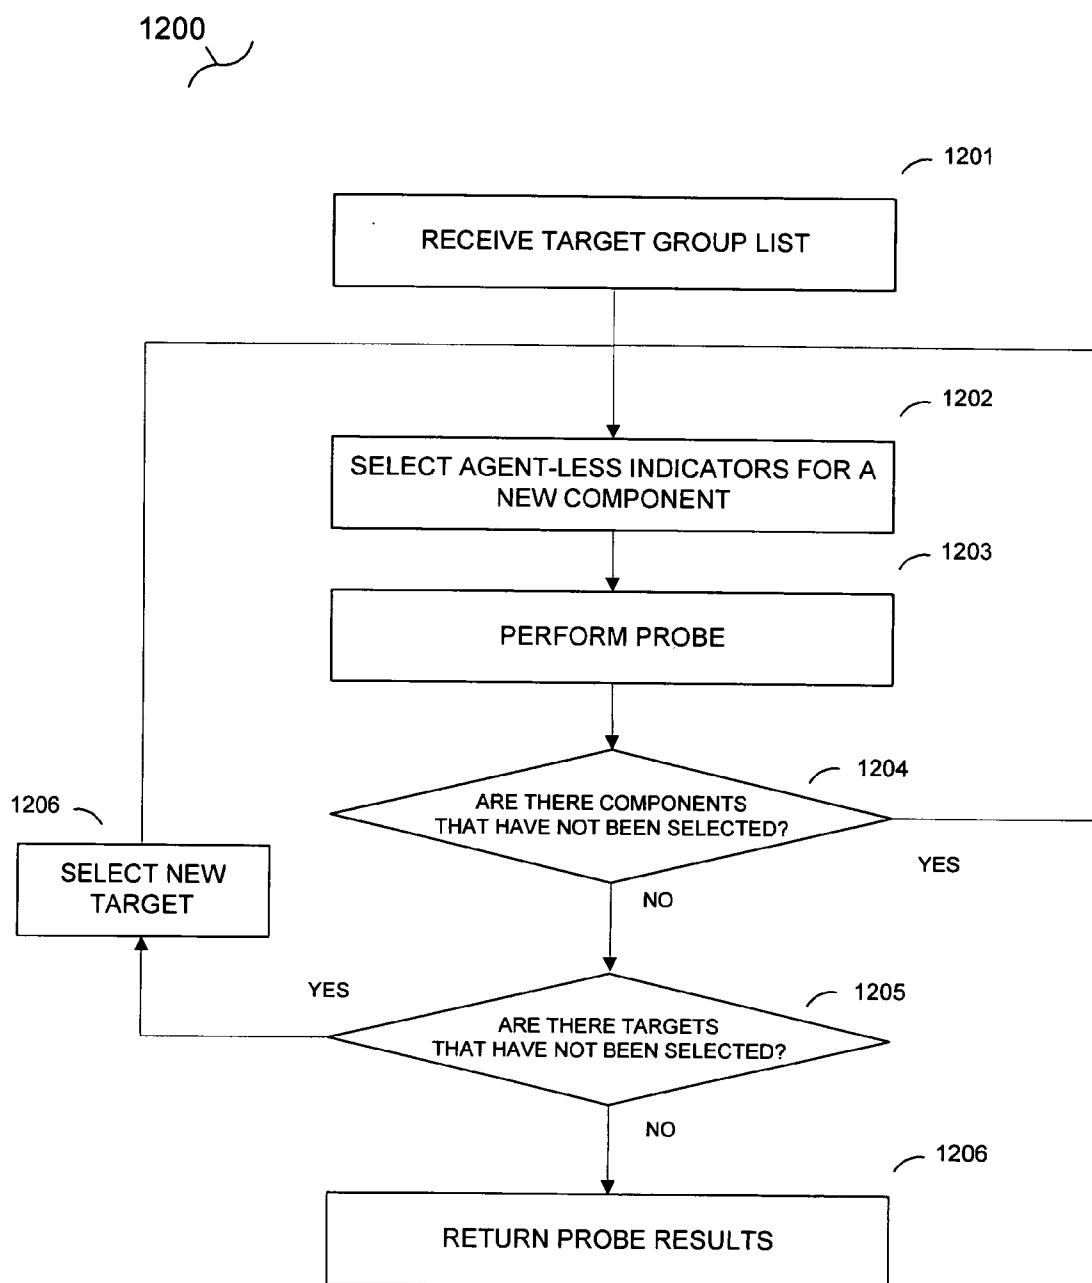 1200
1201
RECEIVE TARGET GROUP LIST
1202
SELECT AGENT-LESS INDICATORS FOR A
NEW COMPONENT
1203
PERFORM PROBE
1204
ARE THERE COMPONENTS
THAT HAVE NOT BEEN SELECTED?
YES
NO
1206
SELECT NEW
TARGET
YES
1205
ARE THERE TARGETS
THAT HAVE NOT BEEN SELECTED?
NO
1206
RETURN PROBE RESULTS